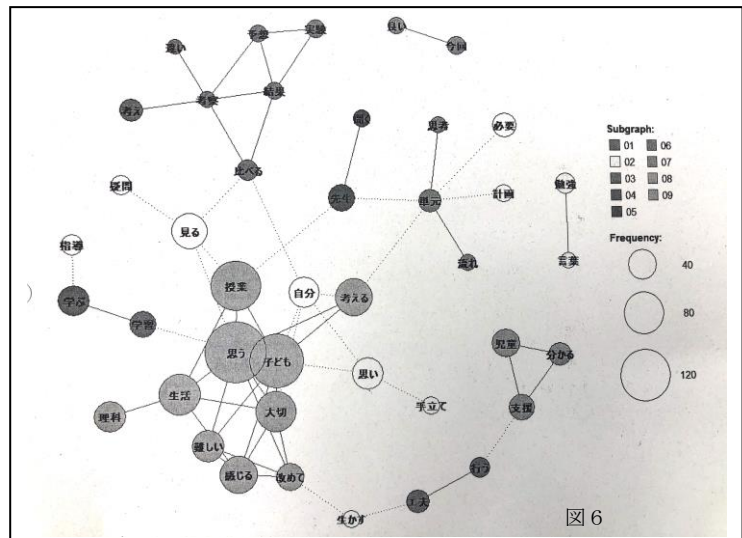 予想
実験
良い
今回
違い
結果
考え
考察
聞く
思考
必要
比べる
疑問
先生
単元
計画
勉強
見る
流れ
言葉
指導
授業
自分
考える
学ぶ
学習
思う
子ども
児童
分かる
思い
生活
大切
手立て
支援
理科
難しい
感じる
改めて
行う
工夫
生かす
図6
Subgraph:
01 06
02 07
03 08
04 09
05
Frequency:
40
80
120